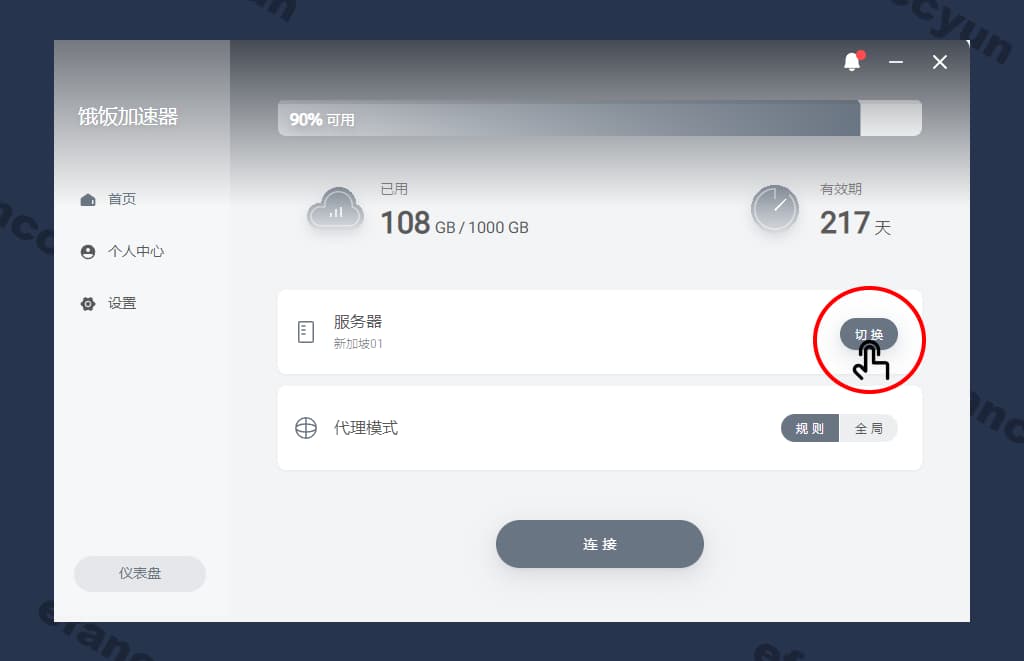 饿饭加速器
首页
个人中心
设置
仪表盘
90% 可用
已用
108 GB / 1000 GB
有效期
217 天
服务器
新加坡01
切换
代理模式
规则
全局
连接